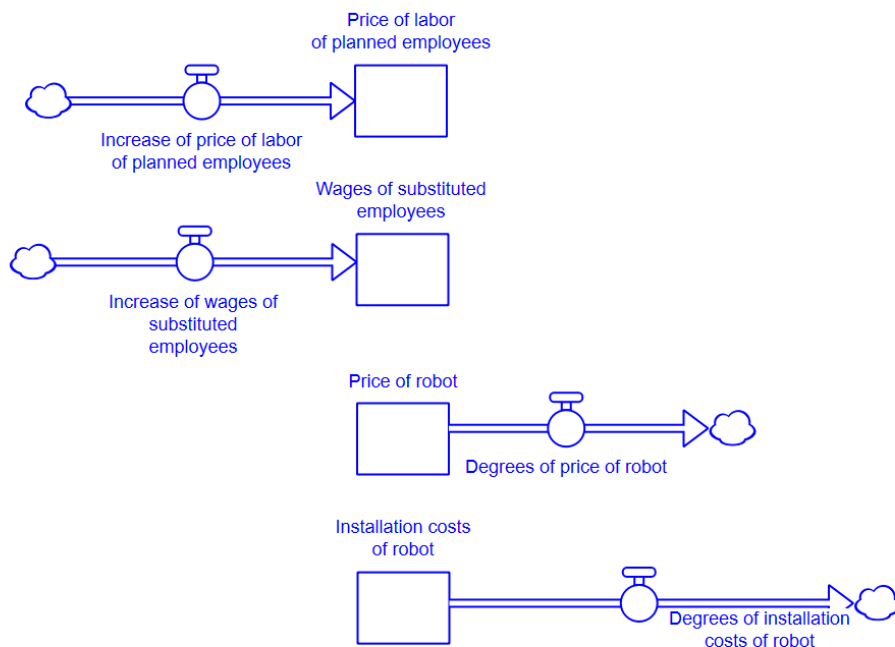 Price of labor
of planned employees
Increase of price of labor
of planned employees
Wages of substituted
employees
Increase of wages of
substituted
employees
Price of robot
Degrees of price of robot
Installation costs
of robot
Degrees of installation
costs of robot